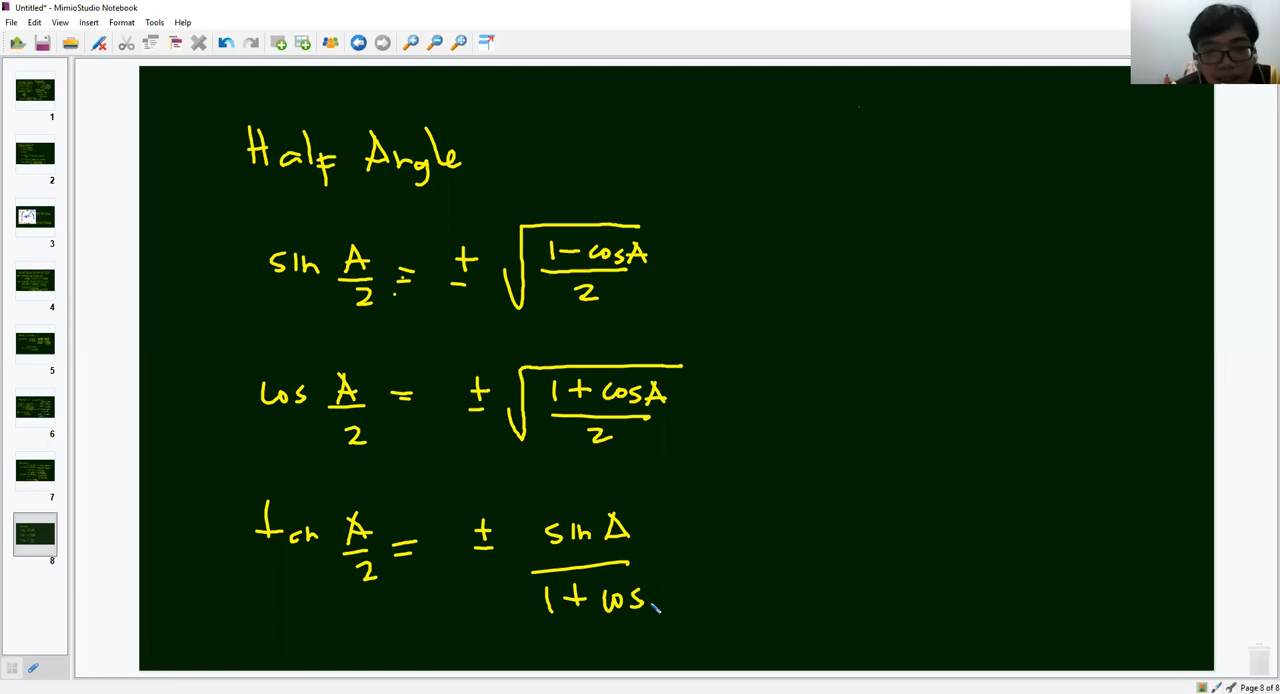 Untitled* - MimioStudio Notebook
File Edit View Insert Format Tools Help
1
2
3
4
5
6
7
8
Half Angle
sin A/2 = ± √((1 - cosA)/2)
cos A/2 = ± √((1 + cosA)/2)
tan A/2 = ± sin A/(1 + cos
Page 8 of 8